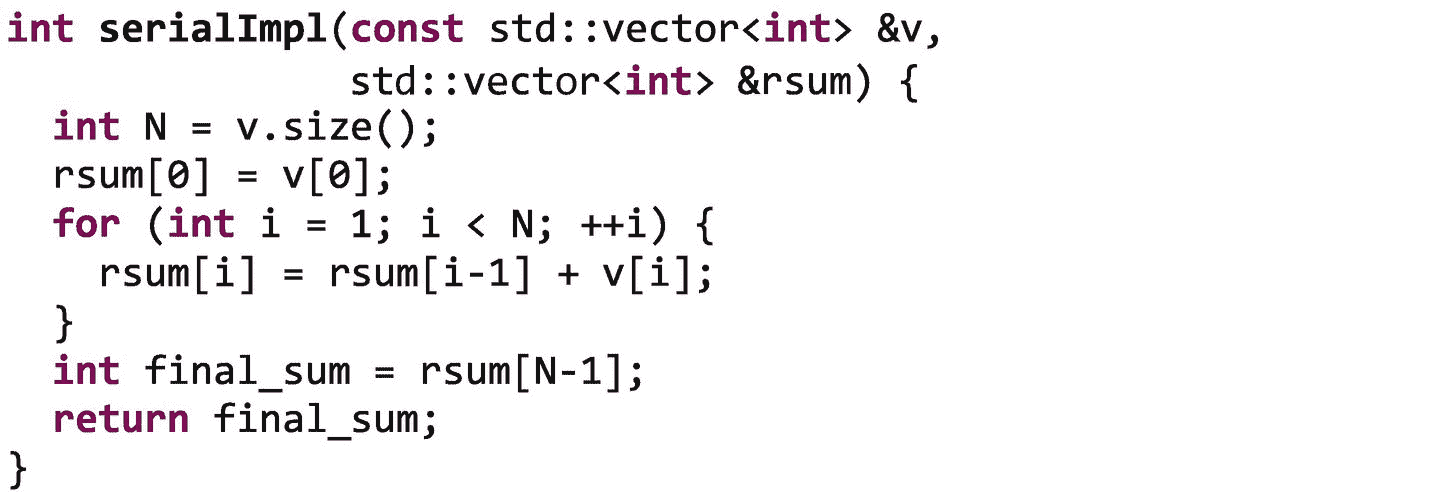 int serialImpl(const std::vector<int> &v,
               std::vector<int> &rsum) {
  int N = v.size();
  rsum[0] = v[0];
  for (int i = 1; i < N; ++i) {
    rsum[i] = rsum[i-1] + v[i];
  }
  int final_sum = rsum[N-1];
  return final_sum;
}